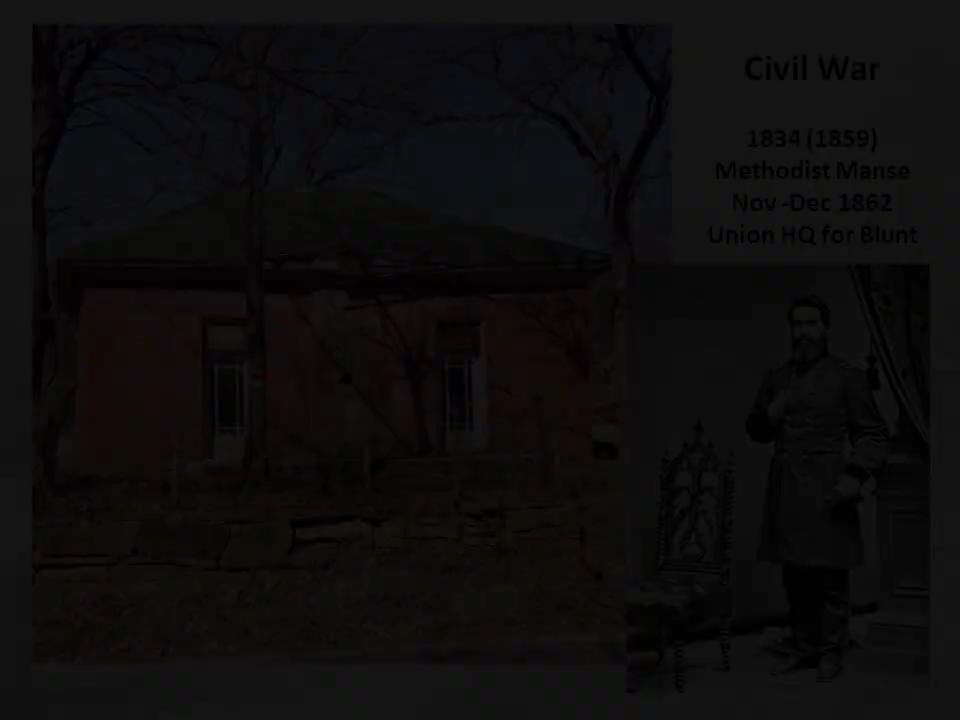 Civil War
1834 (1859)
Methodist Manse
Nov -Dec 1862
Union HQ for Blunt